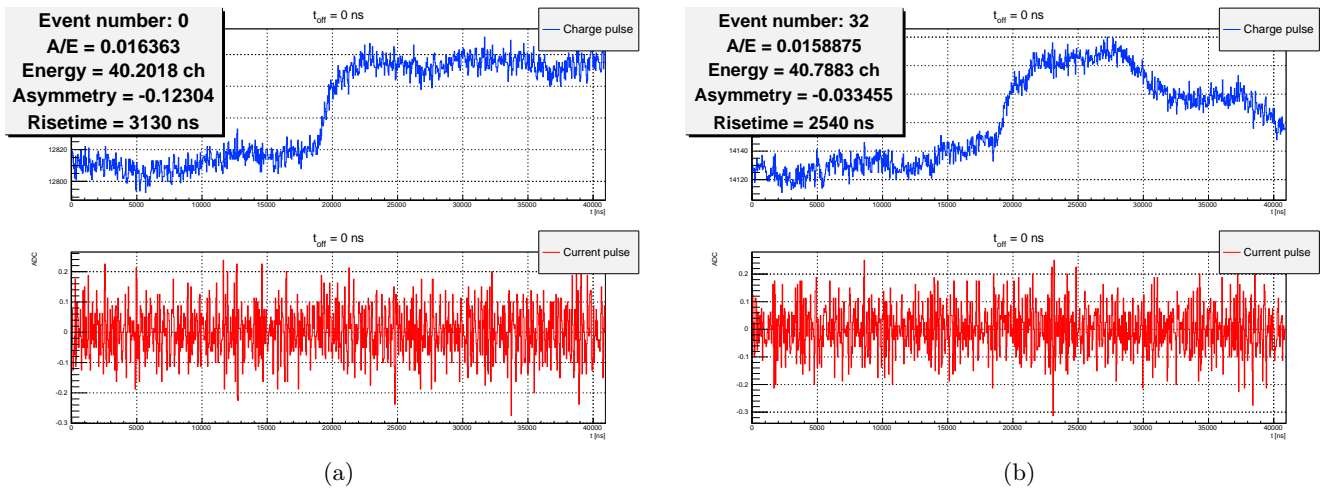 Event number: 0
A/E = 0.016363
Energy = 40.2018 ch
Asymmetry = -0.12304
Risetime = 3130 ns
t_off = 0 ns
Charge pulse
12820
12800
0 5000 10000 15000 20000 25000 30000 35000 40000
t [ns]
t_off = 0 ns
Current pulse
ADC
0.2
0.1
0
-0.1
-0.2
-0.3
0 5000 10000 15000 20000 25000 30000 35000 40000
t [ns]
(a)
Event number: 32
A/E = 0.0158875
Energy = 40.7883 ch
Asymmetry = -0.033455
Risetime = 2540 ns
t_off = 0 ns
Charge pulse
14140
14120
0 5000 10000 15000 20000 25000 30000 35000 40000
t [ns]
t_off = 0 ns
Current pulse
ADC
0.2
0.1
0
-0.1
-0.2
-0.3
0 5000 10000 15000 20000 25000 30000 35000 40000
t [ns]
(b)